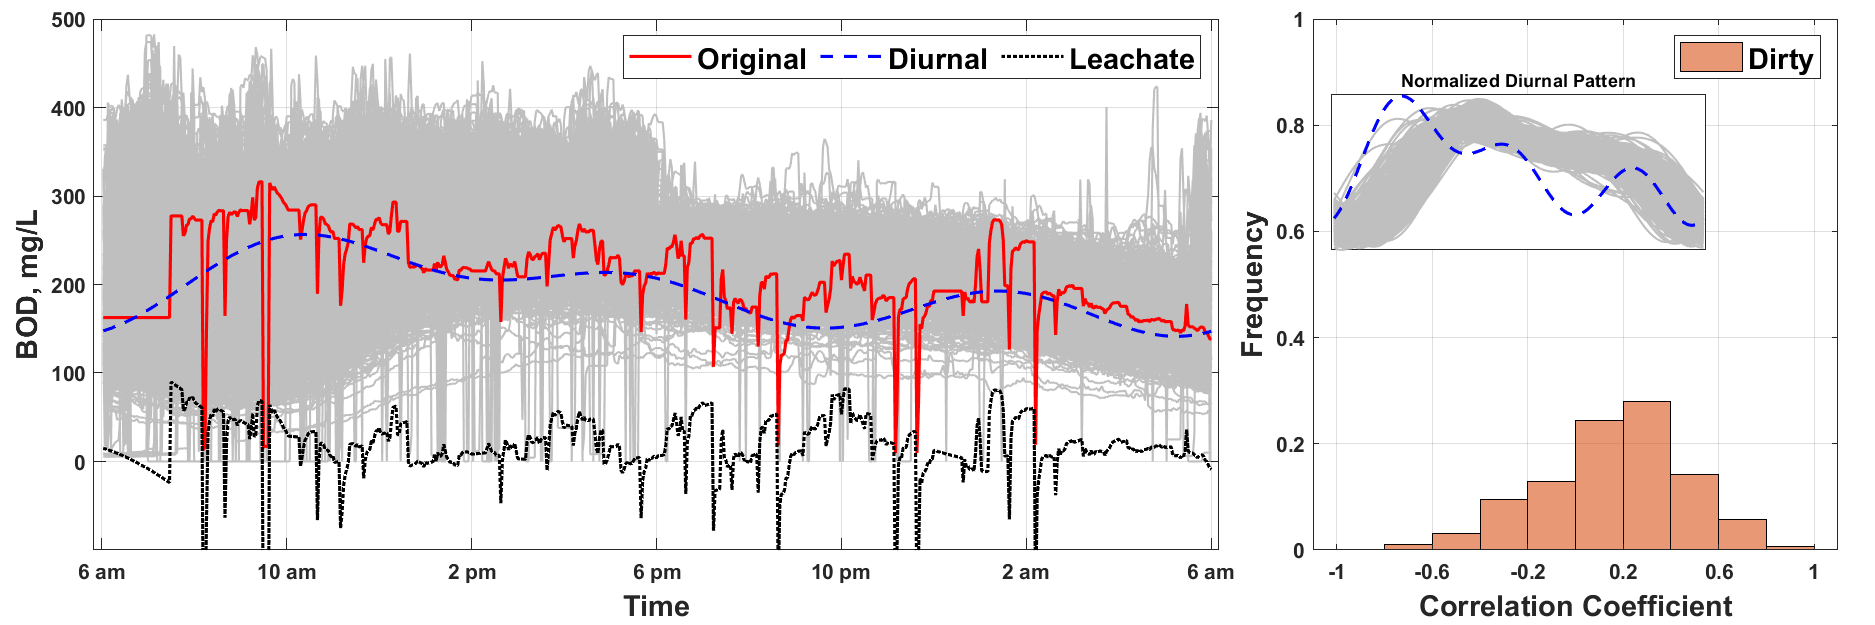 500
400
300
200
100
0
BOD, mg/L
Original Diurnal Leachate
6 am 10 am 2 pm 6 pm 10 pm 2 am 6 am
Time
1
0.8
0.6
0.4
0.2
0
Frequency
Dirty
Normalized Diurnal Pattern
-1 -0.6 -0.2 0.2 0.6 1
Correlation Coefficient